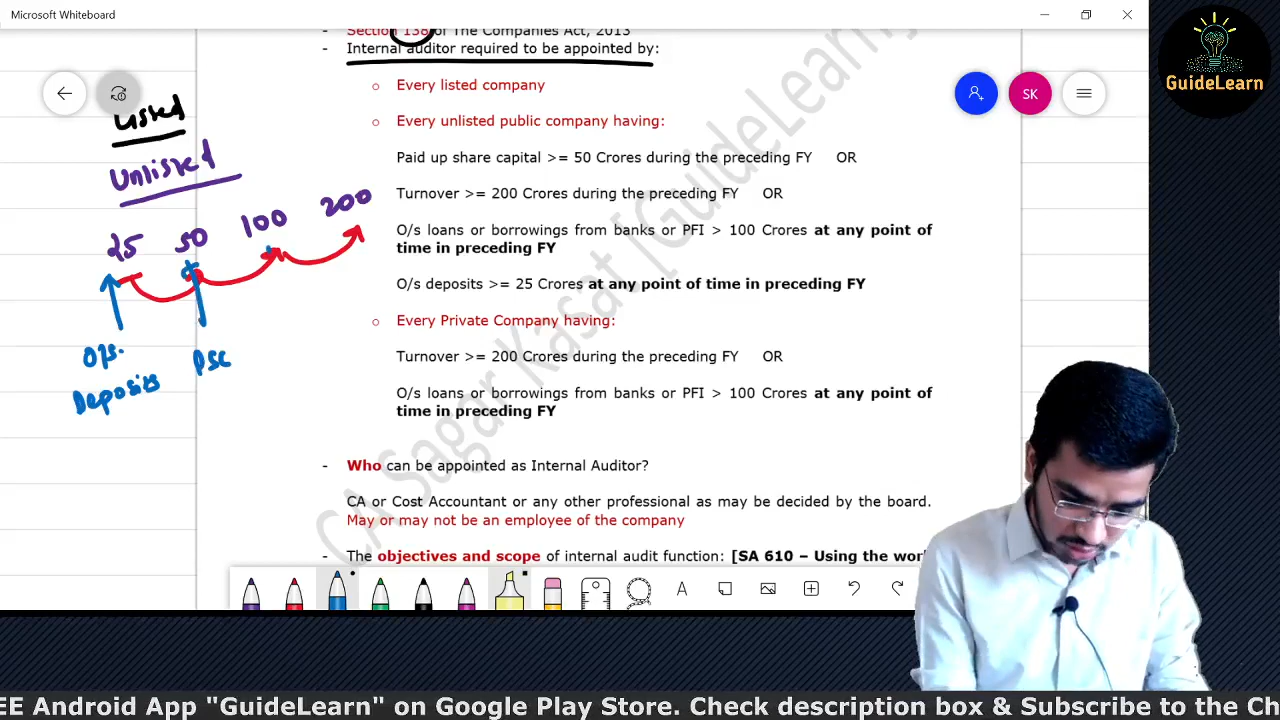 Microsoft Whiteboard
- Section 138 of The Companies Act, 2013
- Internal auditor required to be appointed by:
o Every listed company
o Every unlisted public company having:
Paid up share capital >= 50 Crores during the preceding FY OR
Turnover >= 200 Crores during the preceding FY OR
O/s loans or borrowings from banks or PFI > 100 Crores at any point of
time in preceding FY
O/s deposits >= 25 Crores at any point of time in preceding FY
o Every Private Company having:
Turnover >= 200 Crores during the preceding FY OR
O/s loans or borrowings from banks or PFI > 100 Crores at any point of
time in preceding FY
- Who can be appointed as Internal Auditor?
CA or Cost Accountant or any other professional as may be decided by the board.
May or may not be an employee of the company
- The objectives and scope of internal audit function: [SA 610 – Using the work
Listed
Unlisted
25 50 100 200
O/s.
Deposits
PSC
CA Sagar Kasat [GuideLearn]
SK
A
GuideLearn
EE Android App "GuideLearn" on Google Play Store. Check description box & Subscribe to the Ch